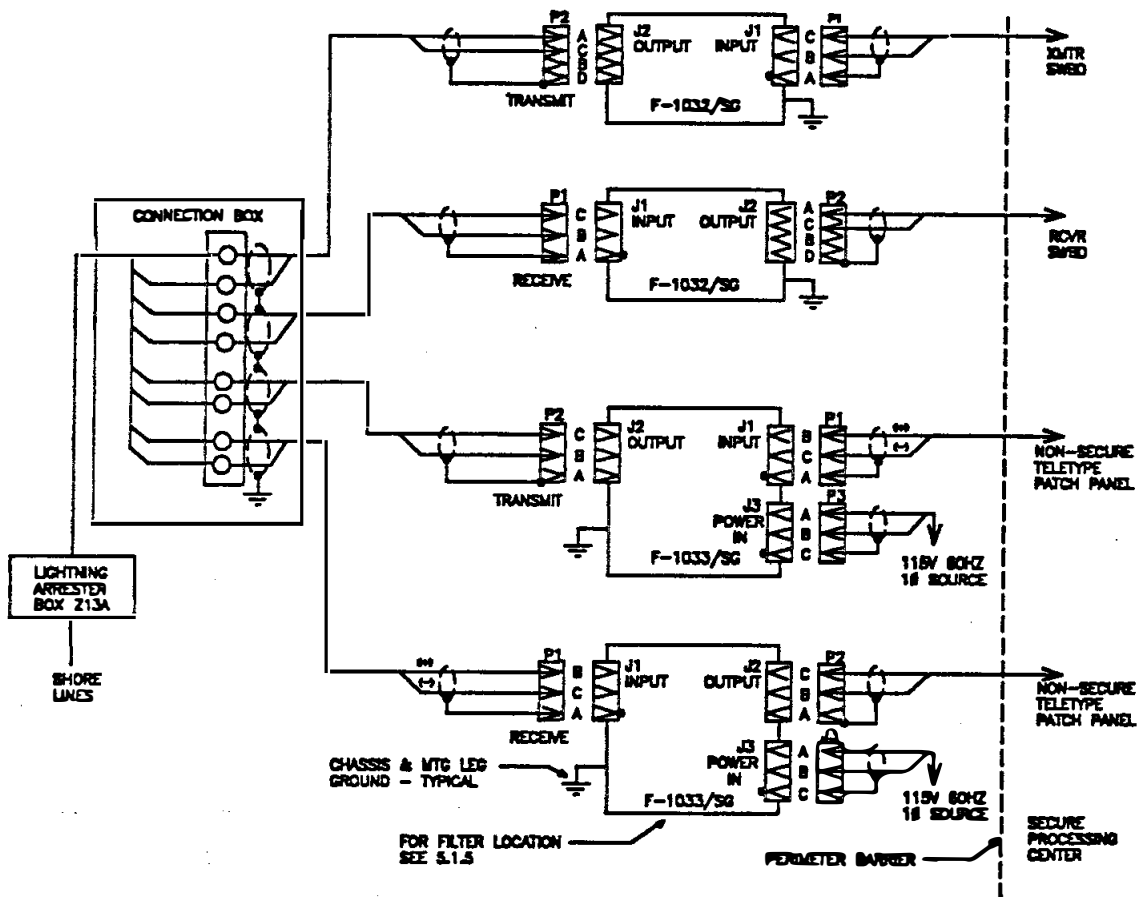 P2
A
C
B
D
TRANSMIT
J2
OUTPUT
J1
INPUT
F-1032/SG
P1
C
B
A
XMTR
SWBD
CONNECTION BOX
P1
C
B
A
RECEIVE
J1
INPUT
J2
OUTPUT
F-1032/SG
P2
A
C
B
D
RCVR
SWBD
P2
C
B
A
TRANSMIT
J2
OUTPUT
J1
INPUT
P1
B
C
A
(+)
(-)
NON-SECURE
TELETYPE
PATCH PANEL
J3
POWER
IN
F-1033/SG
P3
A
B
C
115V 60HZ
1Ø SOURCE
LIGHTNING
ARRESTER
BOX Z13A
SHORE
LINES
(+)
(-)
P1
B
C
A
RECEIVE
J1
INPUT
J2
OUTPUT
P2
C
B
A
NON-SECURE
TELETYPE
PATCH PANEL
J3
POWER
IN
F-1033/SG
A
B
C
115V 60HZ
1Ø SOURCE
CHASSIS & MTG LEG
GROUND - TYPICAL
FOR FILTER LOCATION
SEE 5.1.5
PERIMETER BARRIER
SECURE
PROCESSING
CENTER